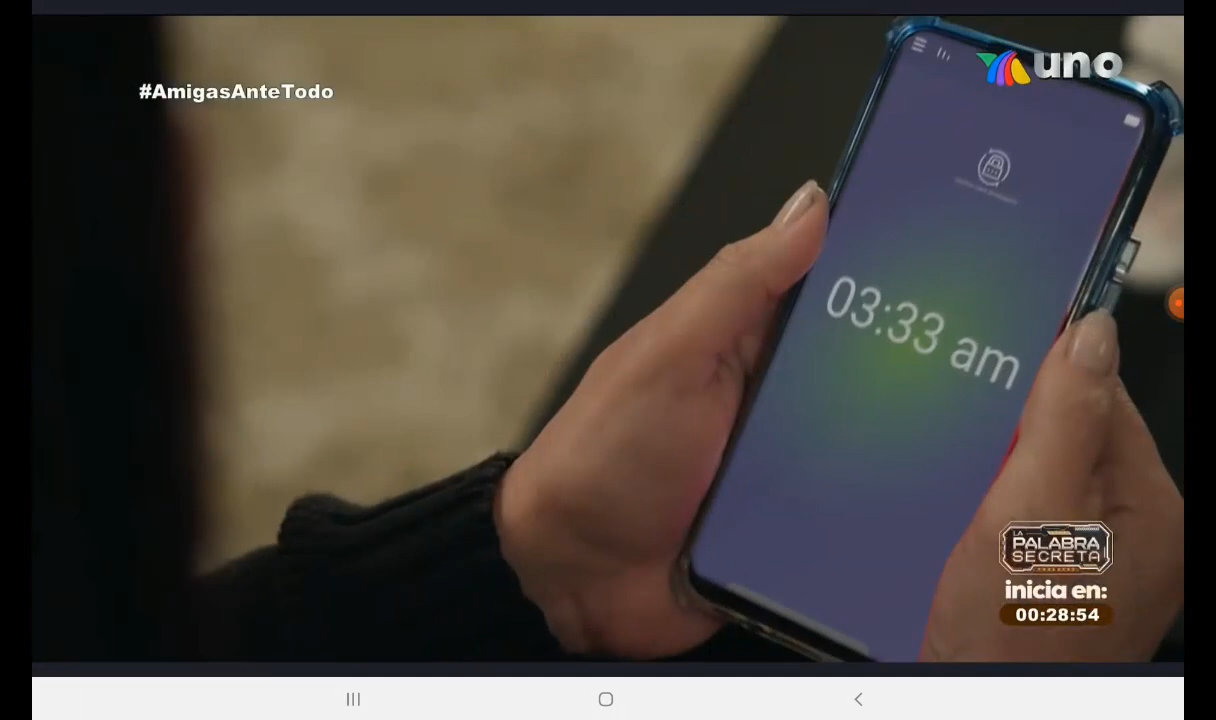 #AmigasAnteTodo
uno
03:33 am
LA
PALABRA
SECRETA
inicia en:
00:28:54